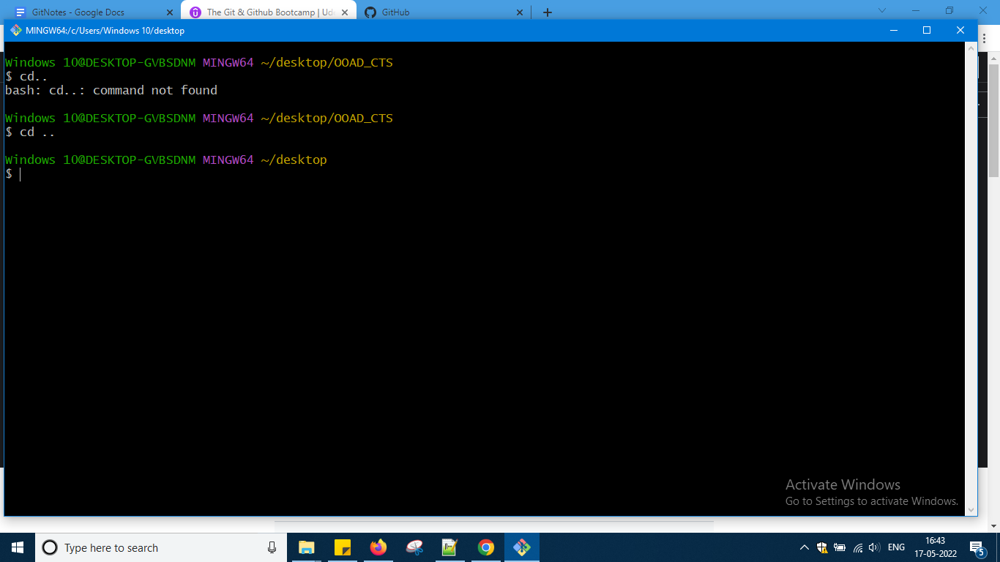 GitNotes - Google Docs
The Git & Github Bootcamp | Ud
GitHub
MINGW64:/c/Users/Windows 10/desktop
Windows 10@DESKTOP-GVBSDNM MINGW64 ~/desktop/OOAD_CTS
$ cd..
bash: cd..: command not found
Windows 10@DESKTOP-GVBSDNM MINGW64 ~/desktop/OOAD_CTS
$ cd ..
Windows 10@DESKTOP-GVBSDNM MINGW64 ~/desktop
$
Activate Windows
Go to Settings to activate Windows.
Type here to search
ENG
16:43
17-05-2022
5